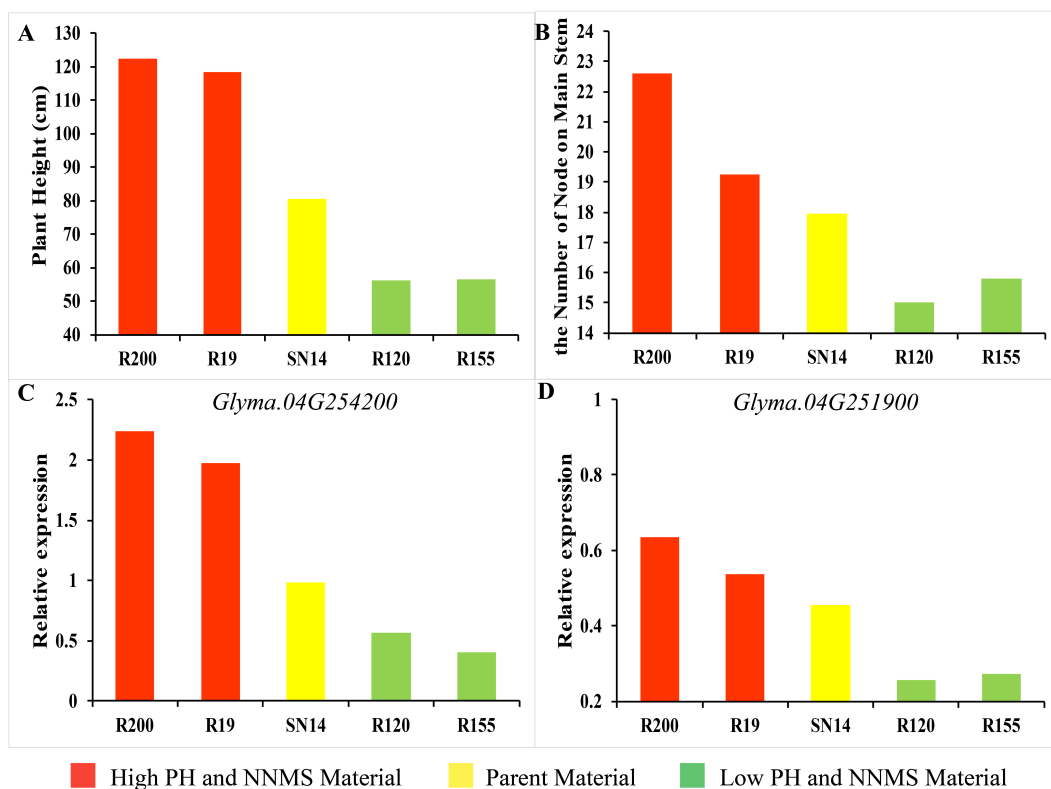 A
Plant Height (cm)
130
120
110
100
90
80
70
60
50
40
R200 R19 SN14 R120 R155
B
the Number of Node on Main Stem
24
23
22
21
20
19
18
17
16
15
14
R200 R19 SN14 R120 R155
C
Glyma.04G254200
Relative expression
2.5
2
1.5
1
0.5
0
R200 R19 SN14 R120 R155
D
Glyma.04G251900
Relative expression
1
0.8
0.6
0.4
0.2
R200 R19 SN14 R120 R155
High PH and NNMS Material
Parent Material
Low PH and NNMS Material